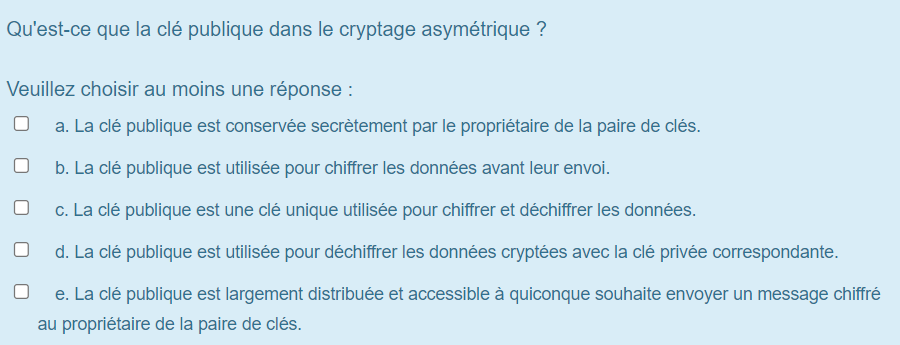 Qu'est-ce que la clé publique dans le cryptage asymétrique ?
Veuillez choisir au moins une réponse :
a. La clé publique est conservée secrètement par le propriétaire de la paire de clés.
b. La clé publique est utilisée pour chiffrer les données avant leur envoi.
c. La clé publique est une clé unique utilisée pour chiffrer et déchiffrer les données.
d. La clé publique est utilisée pour déchiffrer les données cryptées avec la clé privée correspondante.
e. La clé publique est largement distribuée et accessible à quiconque souhaite envoyer un message chiffré
au propriétaire de la paire de clés.